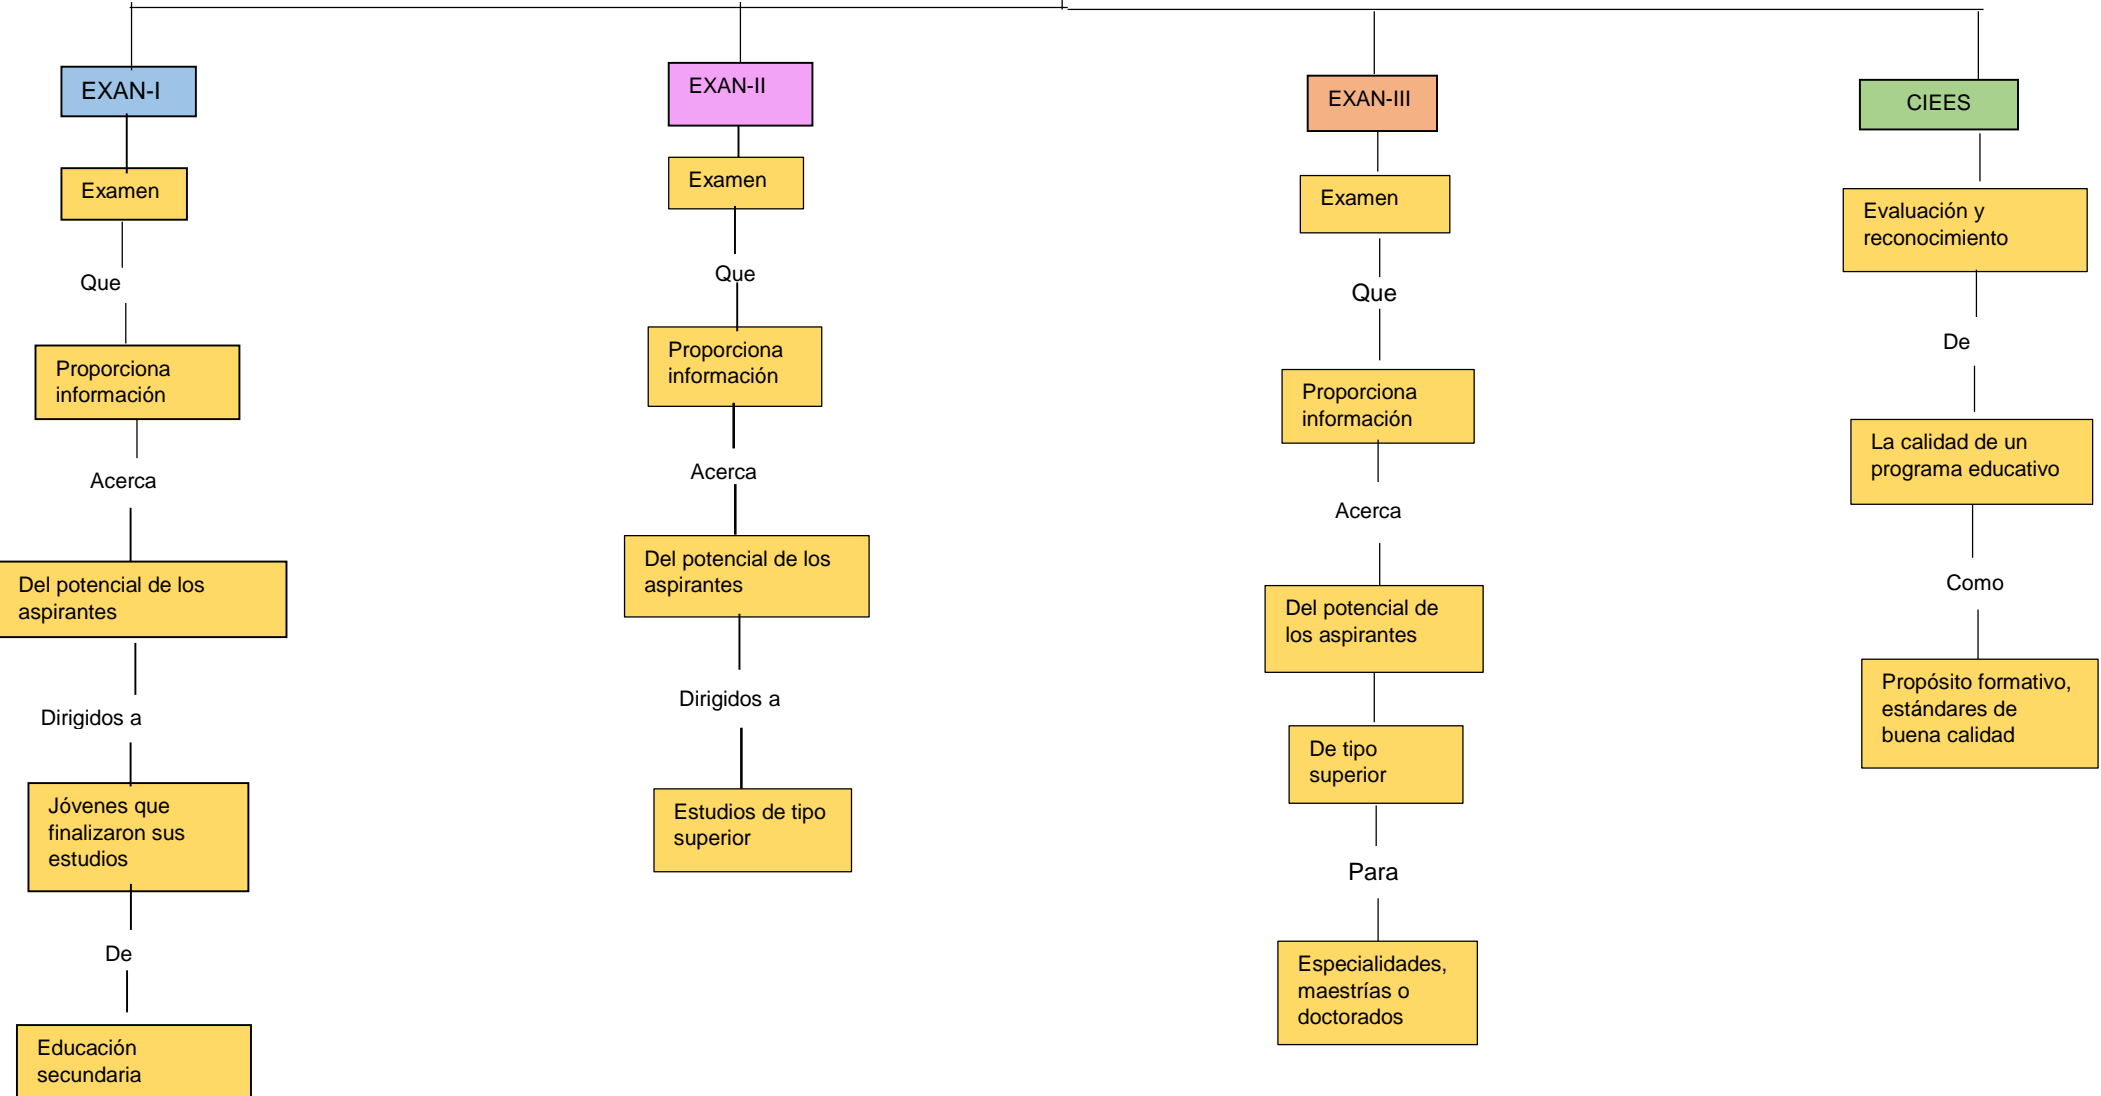 EXAN-I
Examen
Que
Proporciona
información
Acerca
Del potencial de los
aspirantes
Dirigidos a
Jóvenes que
finalizaron sus
estudios
De
Educación
secundaria
EXAN-II
Examen
Que
Proporciona
información
Acerca
Del potencial de los
aspirantes
Dirigidos a
Estudios de tipo
superior
EXAN-III
Examen
Que
Proporciona
información
Acerca
Del potencial de
los aspirantes
De tipo
superior
Para
Especialidades,
maestrías o
doctorados
CIEES
Evaluación y
reconocimiento
De
La calidad de un
programa educativo
Como
Propósito formativo,
estándares de
buena calidad